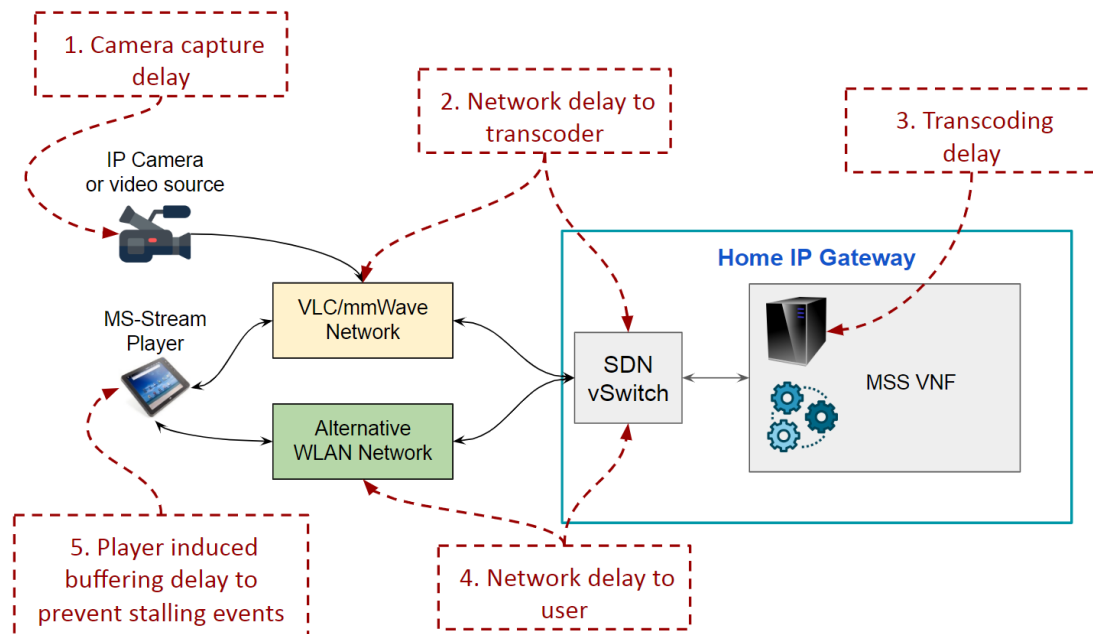 1. Camera capture
delay
2. Network delay to
transcoder
3. Transcoding
delay
IP Camera
or video source
Home IP Gateway
MS-Stream
Player
VLC/mmWave
Network
SDN
vSwitch
MSS VNF
Alternative
WLAN Network
5. Player induced
buffering delay to
prevent stalling events
4. Network delay to
user